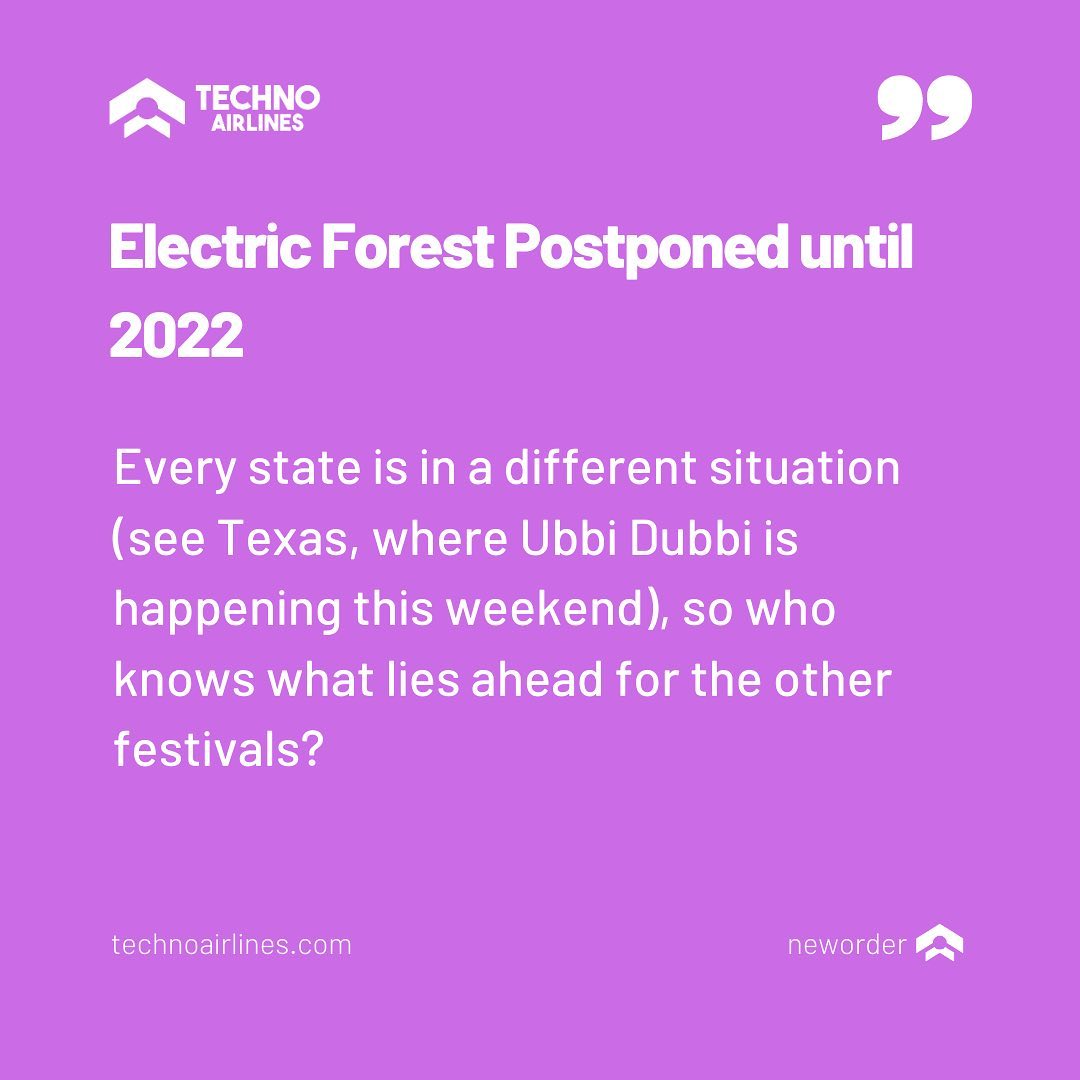 TECHNO
AIRLINES
”
Electric Forest Postponed until
2022
Every state is in a different situation
(see Texas, where Ubbi Dubbi is
happening this weekend), so who
knows what lies ahead for the other
festivals?
technoairlines.com
neworder